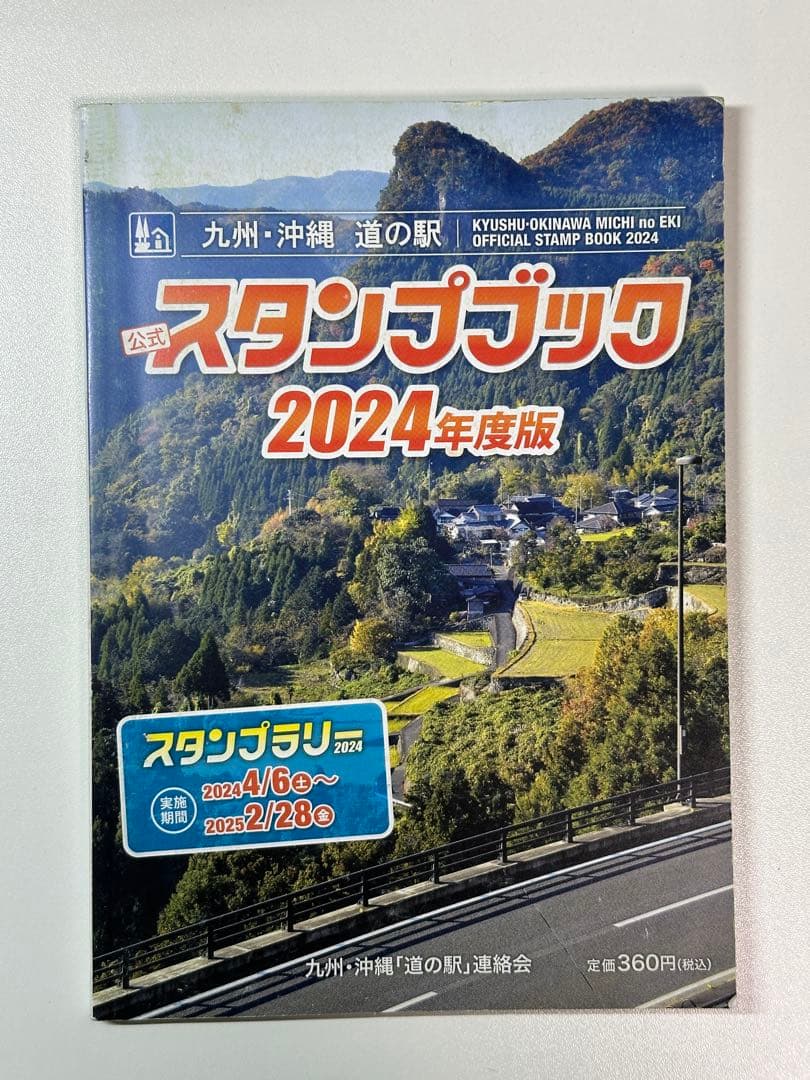 九州・沖縄 道の駅
KYUSHU・OKINAWA MICHI no EKI
OFFICIAL STAMP BOOK 2024
公式
スタンプブック
2024年度版
スタンプラリー2024
実施
期間
2024 4/6(土)〜
2025 2/28(金)
九州・沖縄「道の駅」連絡会
定価360円(税込)